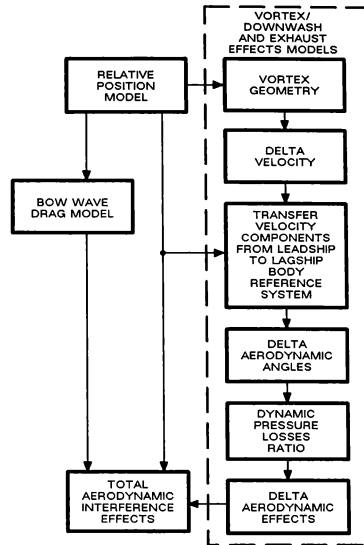 VORTEX/
DOWNWASH
AND EXHAUST
EFFECTS MODELS
RELATIVE
POSITION
MODEL
VORTEX
GEOMETRY
DELTA
VELOCITY
BOW WAVE
DRAG MODEL
TRANSFER
VELOCITY
COMPONENTS
FROM LEADSHIP
TO LAGSHIP
BODY
REFERENCE
SYSTEM
DELTA
AERODYNAMIC
ANGLES
DYNAMIC
PRESSURE
LOSSES
RATIO
TOTAL
AERODYNAMIC
INTERFERENCE
EFFECTS
DELTA
AERODYNAMIC
EFFECTS